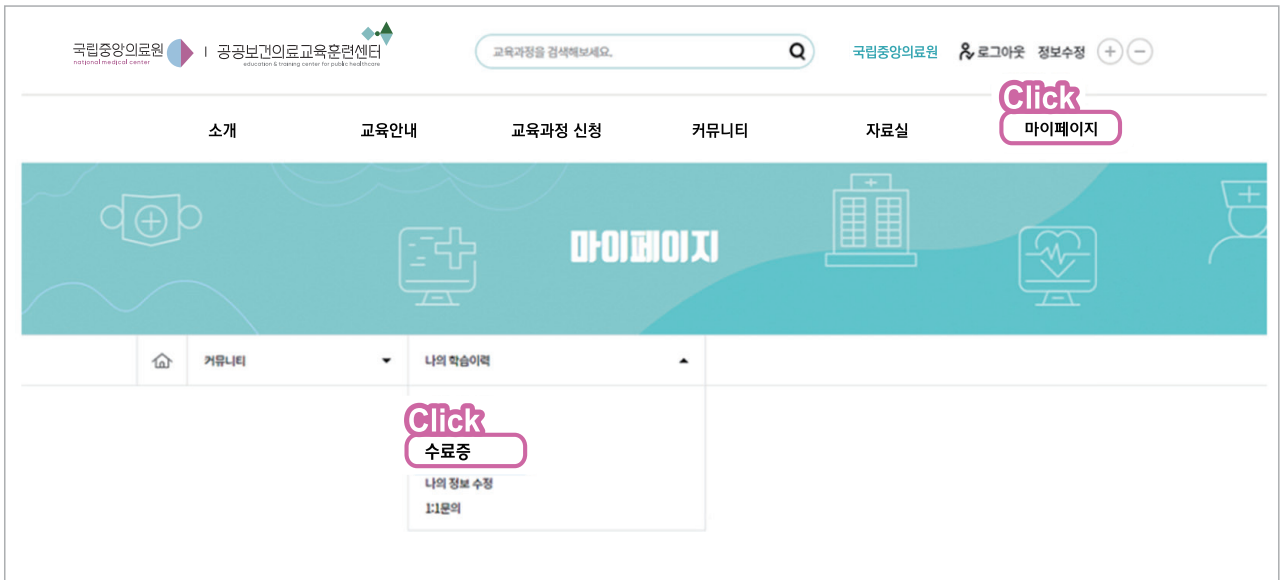 국립중앙의료원
national medical center
공공보건의료교육훈련센터
education & training center for public healthcare
교육과정을 검색해보세요.
국립중앙의료원
로그아웃
정보수정
Click
소개
교육안내
교육과정 신청
커뮤니티
자료실
마이페이지
마이페이지
커뮤니티
나의 학습이력
Click
수료증
나의 정보 수정
1:1문의